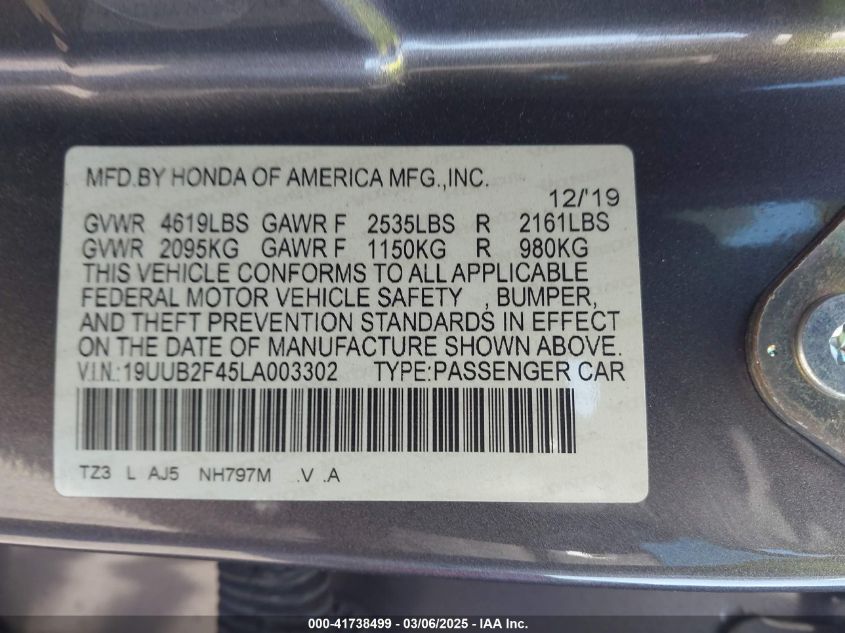 MFD.BY HONDA OF AMERICA MFG.,INC.
12/'19
GVWR 4619LBS GAWR F 2535LBS R 2161LBS
GVWR 2095KG GAWR F 1150KG R 980KG
THIS VEHICLE CONFORMS TO ALL APPLICABLE
FEDERAL MOTOR VEHICLE SAFETY , BUMPER,
AND THEFT PREVENTION STANDARDS IN EFFECT
ON THE DATE OF MANUFACTURE SHOWN ABOVE.
V.I.N.:19UUB2F45LA003302 TYPE:PASSENGER CAR
TZ3 L AJ5 NH797M .V .A
000-41738499 — 03/06/2025 — IAA Inc.